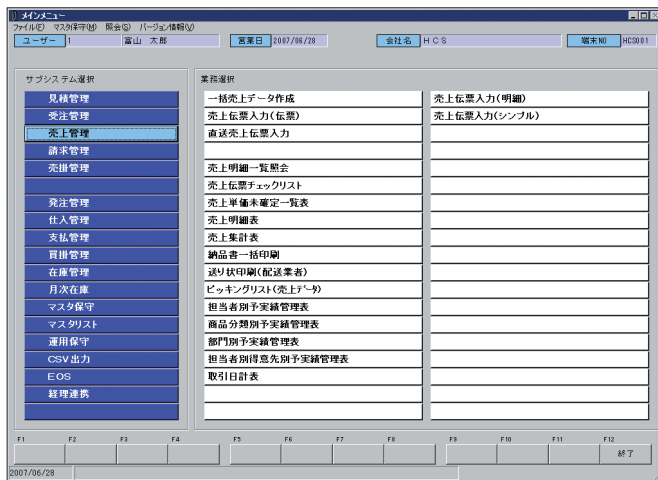 メインメニュー
ファイル(F) マスタ保守(M) 照会(S) バージョン情報(V)
ユーザー 1 富山 太郎 営業日 2007/06/28 会社名 HCS 端末NO HCS001
サブシステム選択
見積管理
受注管理
売上管理
請求管理
売掛管理
発注管理
仕入管理
支払管理
買掛管理
在庫管理
月次在庫
マスタ保守
マスタリスト
運用保守
CSV出力
EOS
経理連携
業務選択
一括売上データ作成
売上伝票入力(伝票)
直送売上伝票入力
売上明細一覧照会
売上伝票チェックリスト
売上単価未確定一覧表
売上明細表
売上集計表
納品書一括印刷
送り状印刷(配送業者)
ピッキングリスト(売上データ)
担当者別予実績管理表
商品分類別予実績管理表
部門別予実績管理表
担当者別得意先別予実績管理表
取引日計表
売上伝票入力(明細)
売上伝票入力(シンプル)
F1 F2 F3 F4 F5 F6 F7 F8 F9 F10 F11 F12
終了
2007/06/28